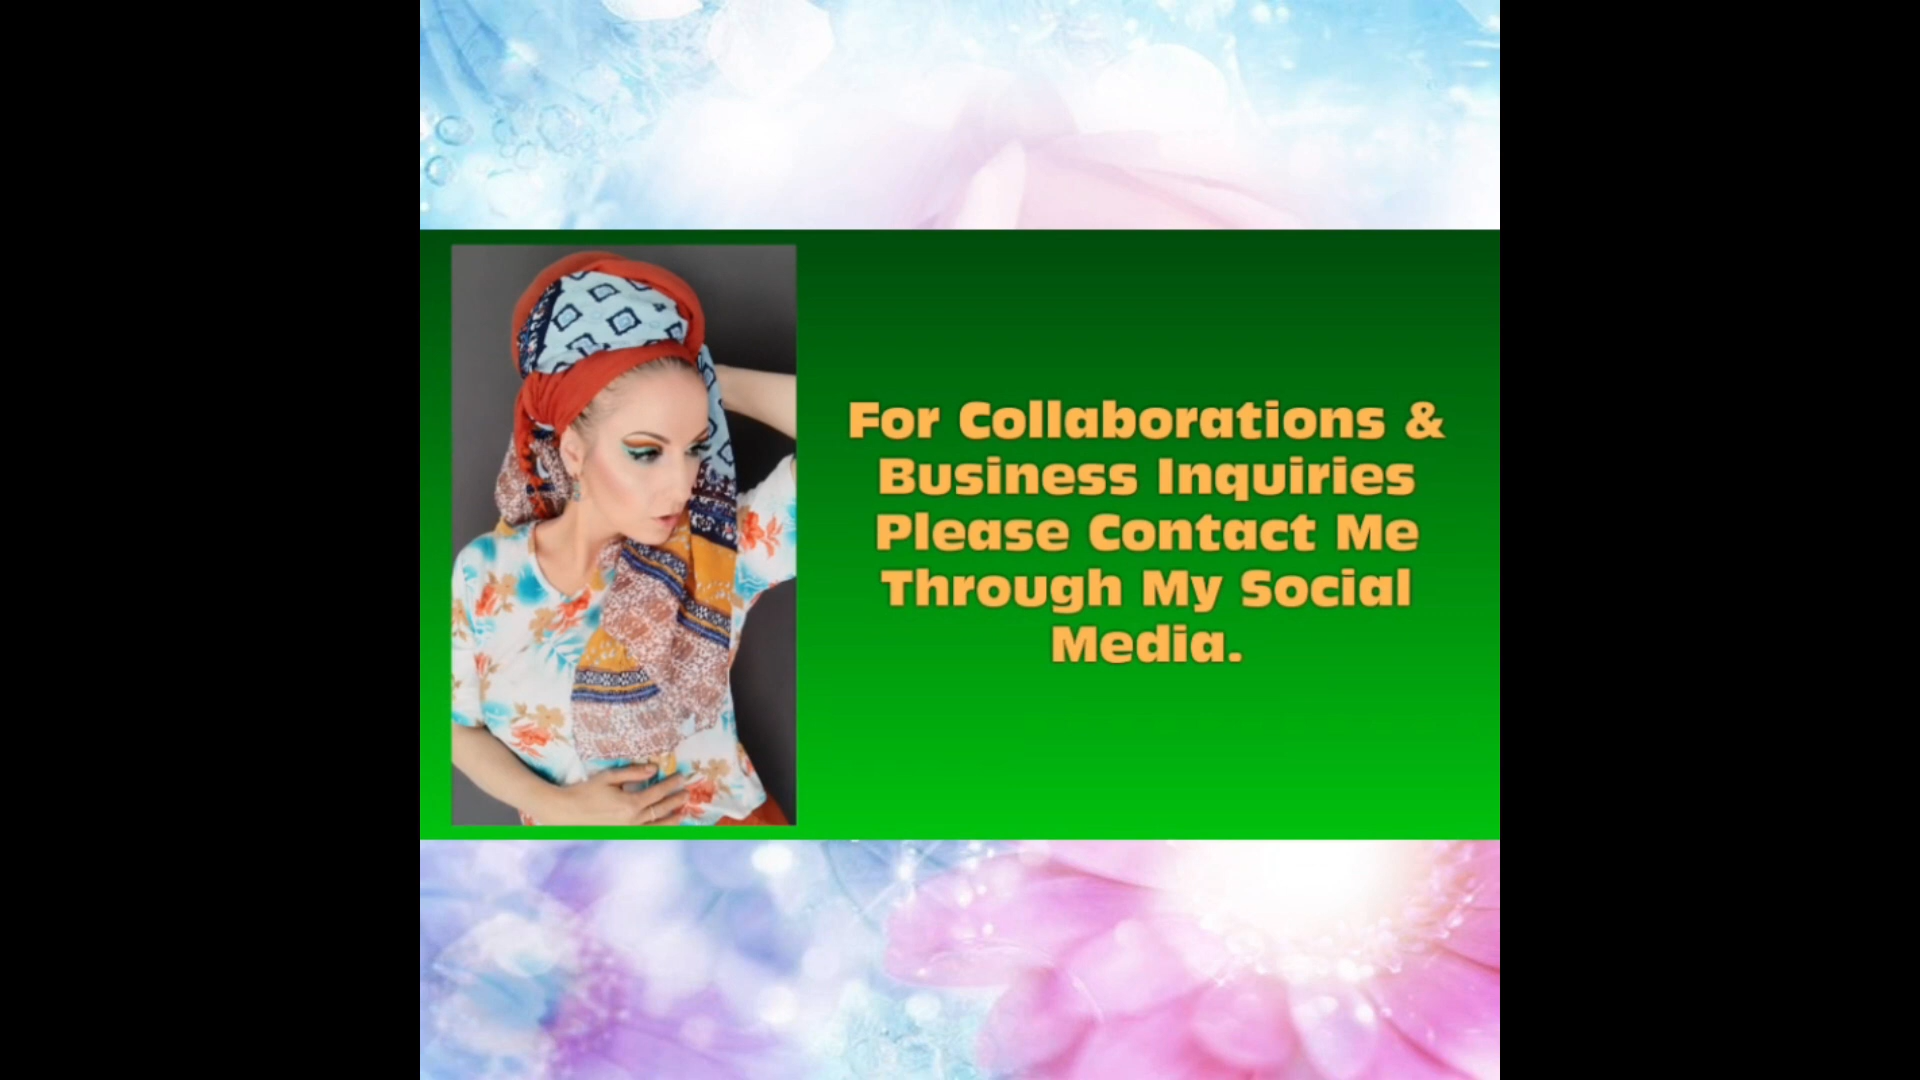 For Collaborations &
Business Inquiries
Please Contact Me
Through My Social
Media.